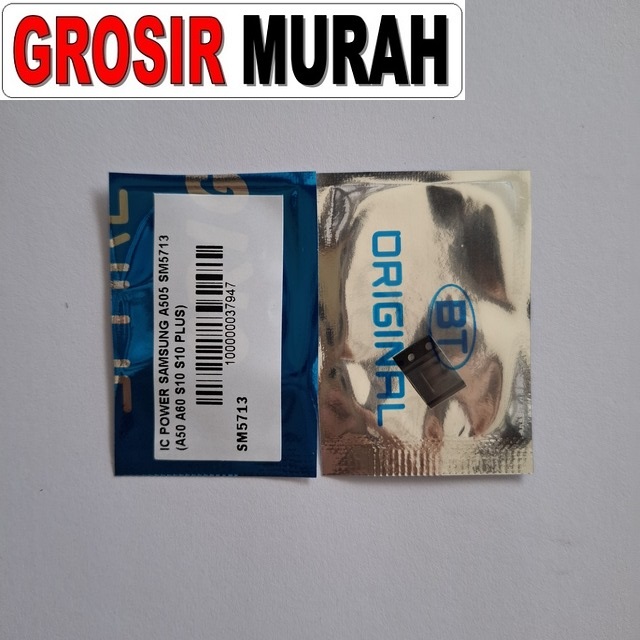 GROSIR MURAH
IC POWER SAMSUNG A505 SM5713
(A50 A60 S10 S10 PLUS)
100000037947
SM5713
ORIGINAL
BT